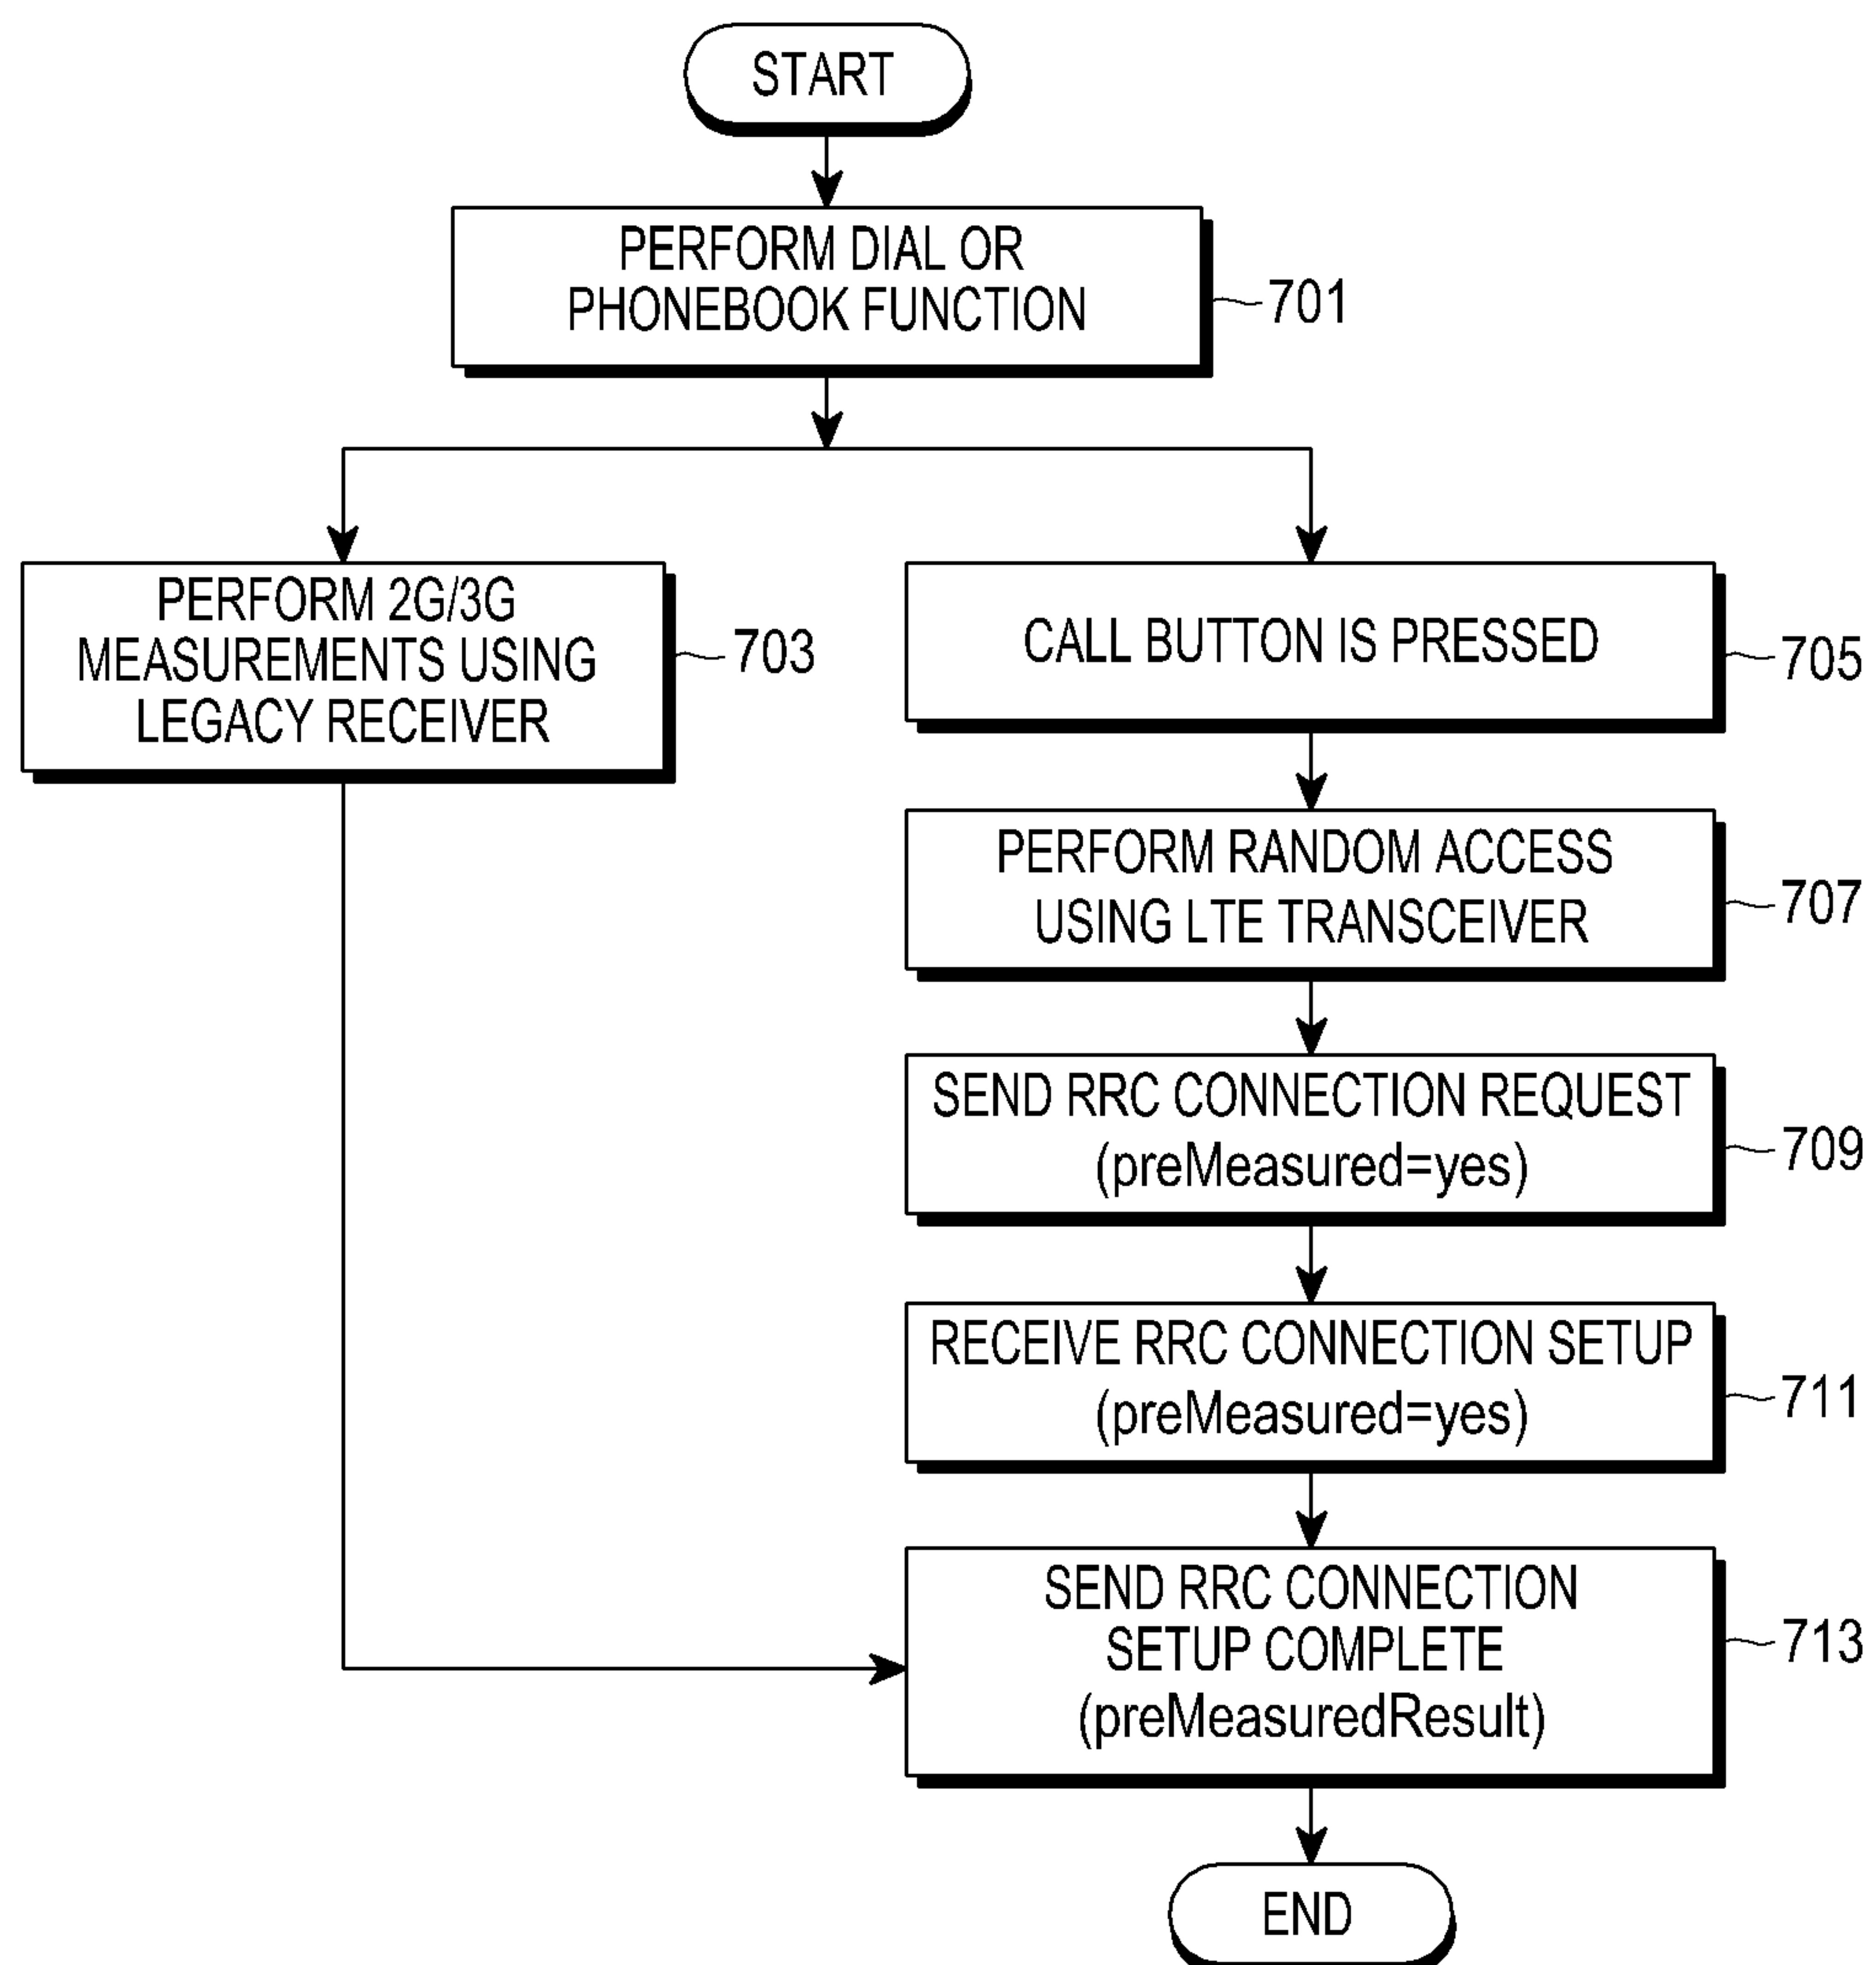 START
PERFORM DIAL OR
PHONEBOOK FUNCTION
701
PERFORM 2G/3G
MEASUREMENTS USING
LEGACY RECEIVER
703
CALL BUTTON IS PRESSED
705
PERFORM RANDOM ACCESS
USING LTE TRANSCEIVER
707
SEND RRC CONNECTION REQUEST
(preMeasured=yes)
709
RECEIVE RRC CONNECTION SETUP
(preMeasured=yes)
711
SEND RRC CONNECTION
SETUP COMPLETE
(preMeasuredResult)
713
END